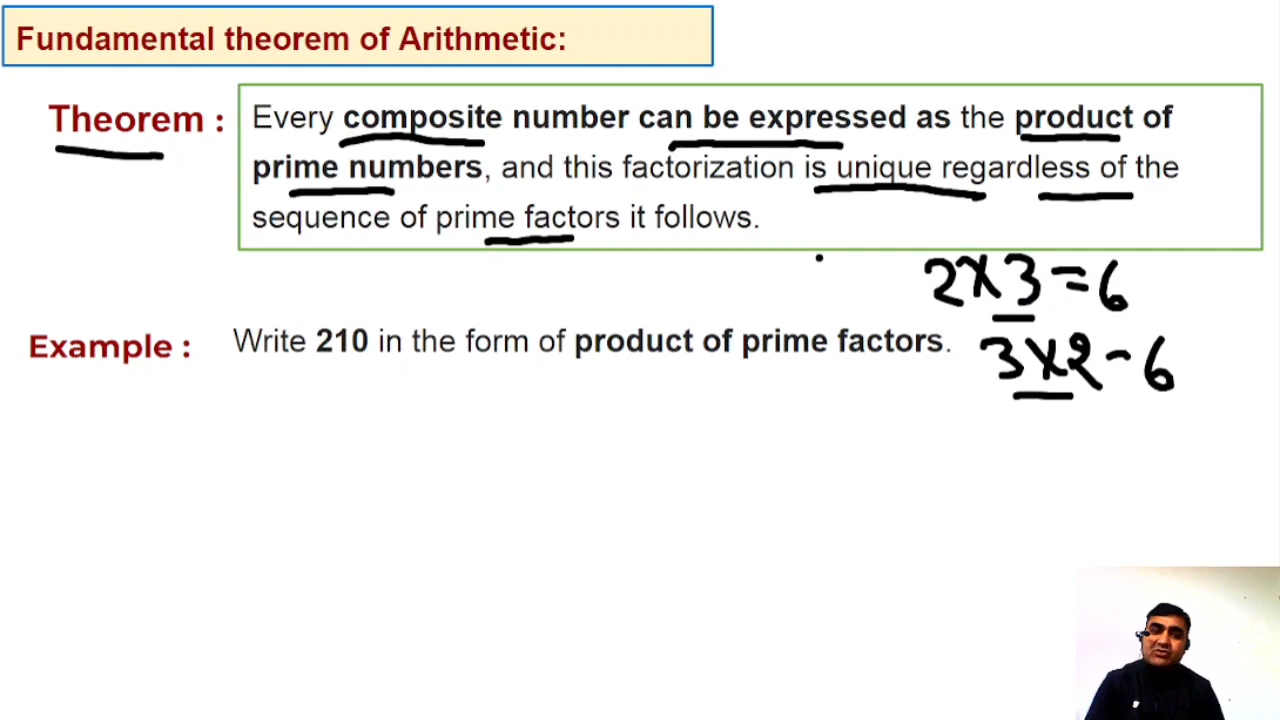 Fundamental theorem of Arithmetic:
Theorem :
Every composite number can be expressed as the product of
prime numbers, and this factorization is unique regardless of the
sequence of prime factors it follows.
2×3=6
Example :
Write 210 in the form of product of prime factors.
3×2-6